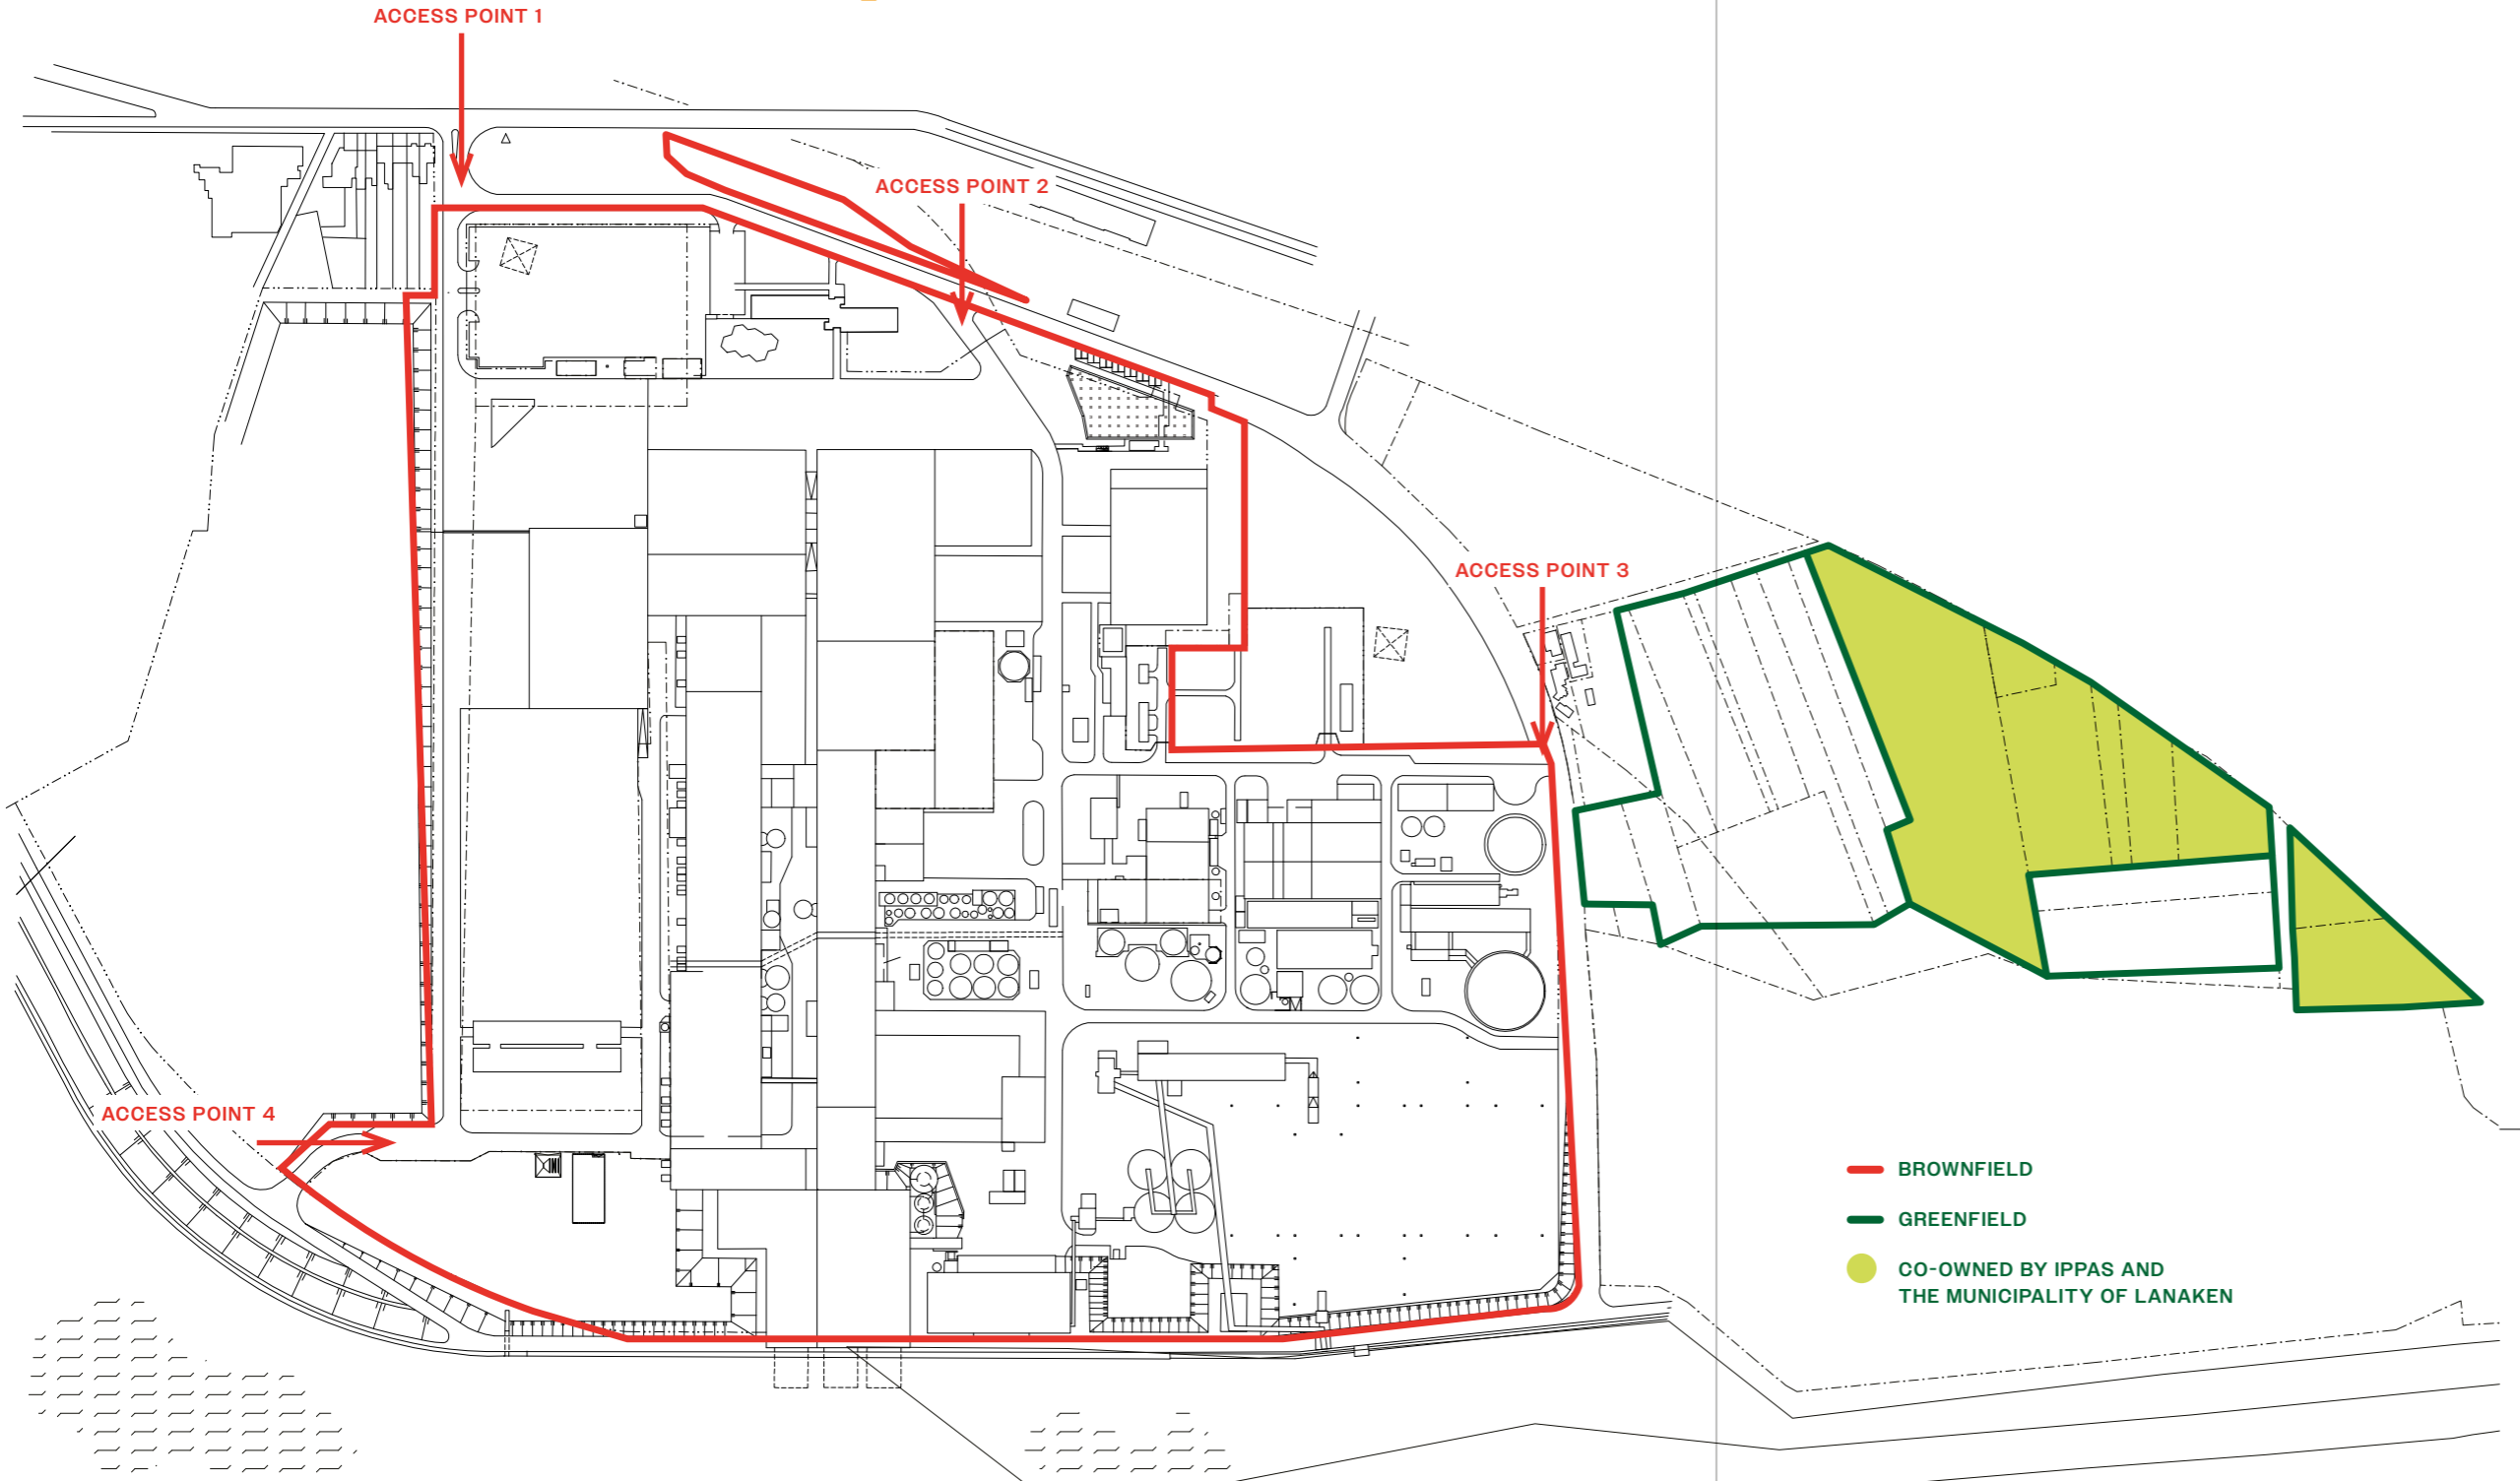 ACCESS POINT 1
ACCESS POINT 2
ACCESS POINT 3
ACCESS POINT 4
BROWNFIELD
GREENFIELD
CO-OWNED BY IPPAS AND
THE MUNICIPALITY OF LANAKEN